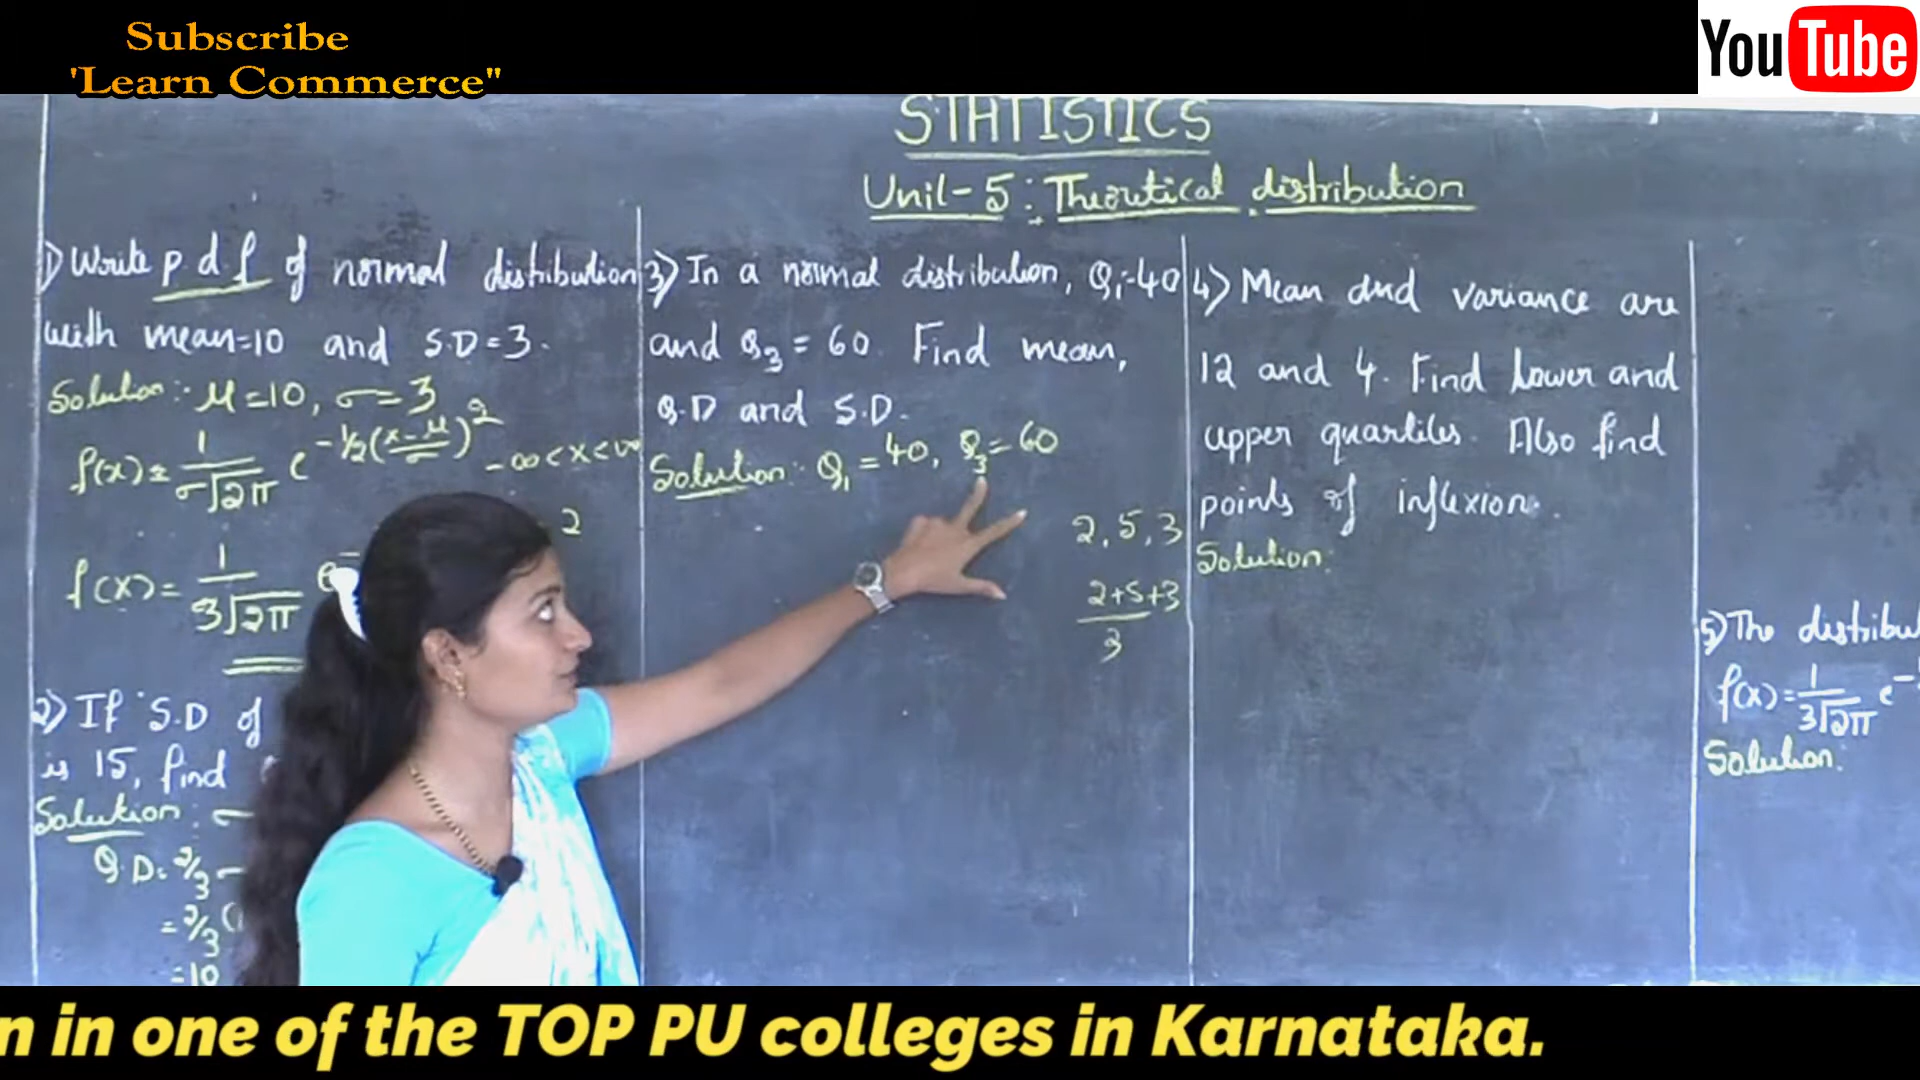 Subscribe
'Learn Commerce"
YouTube
STATISTICS
Unit-5: Theoretical distribution
1) Write p.d.f of normal distribution
with mean=10 and S.D=3.
Solution:- μ=10, σ=3
f(x)= 1/σ√2π e^-1/2(x-μ/σ)^2 -∞<x<∞
2
f(x)= 1/3√2π e
2) If S.D of
is 15, find
Solution: σ
Q.D= 2/3 σ
= 2/3(
=10
3) In a normal distribution, Q1=40
and Q3=60. Find mean,
Q.D and S.D.
Solution:- Q1=40, Q3=60
2, 5, 3
2+5+3
3
4) Mean and variance are
12 and 4. Find Lower and
upper quartiles. Also find
points of inflexion.
Solution:
5) The distribu
f(x)= 1/3√2π e^-
Solution:
n in one of the TOP PU colleges in Karnataka.